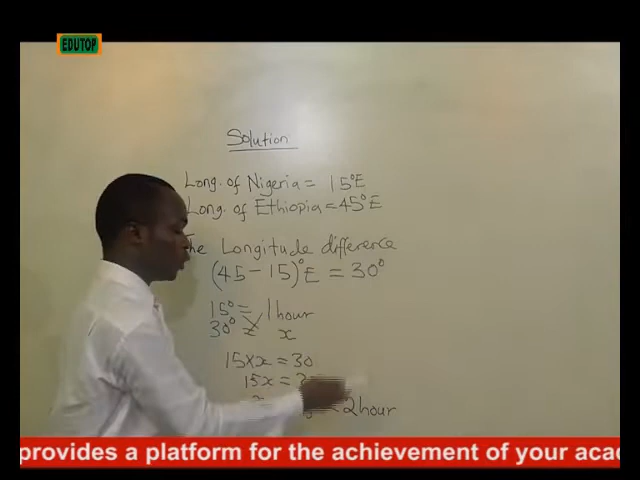 EDUTOP
Solution
Long. of Nigeria = 15°E
Long. of Ethiopia = 45°E
The Longitude difference
(45 - 15)°E = 30°
15° = 1 hour
30° = x
15 x x = 30
15x =
2 hour
provides a platform for the achievement of your aca